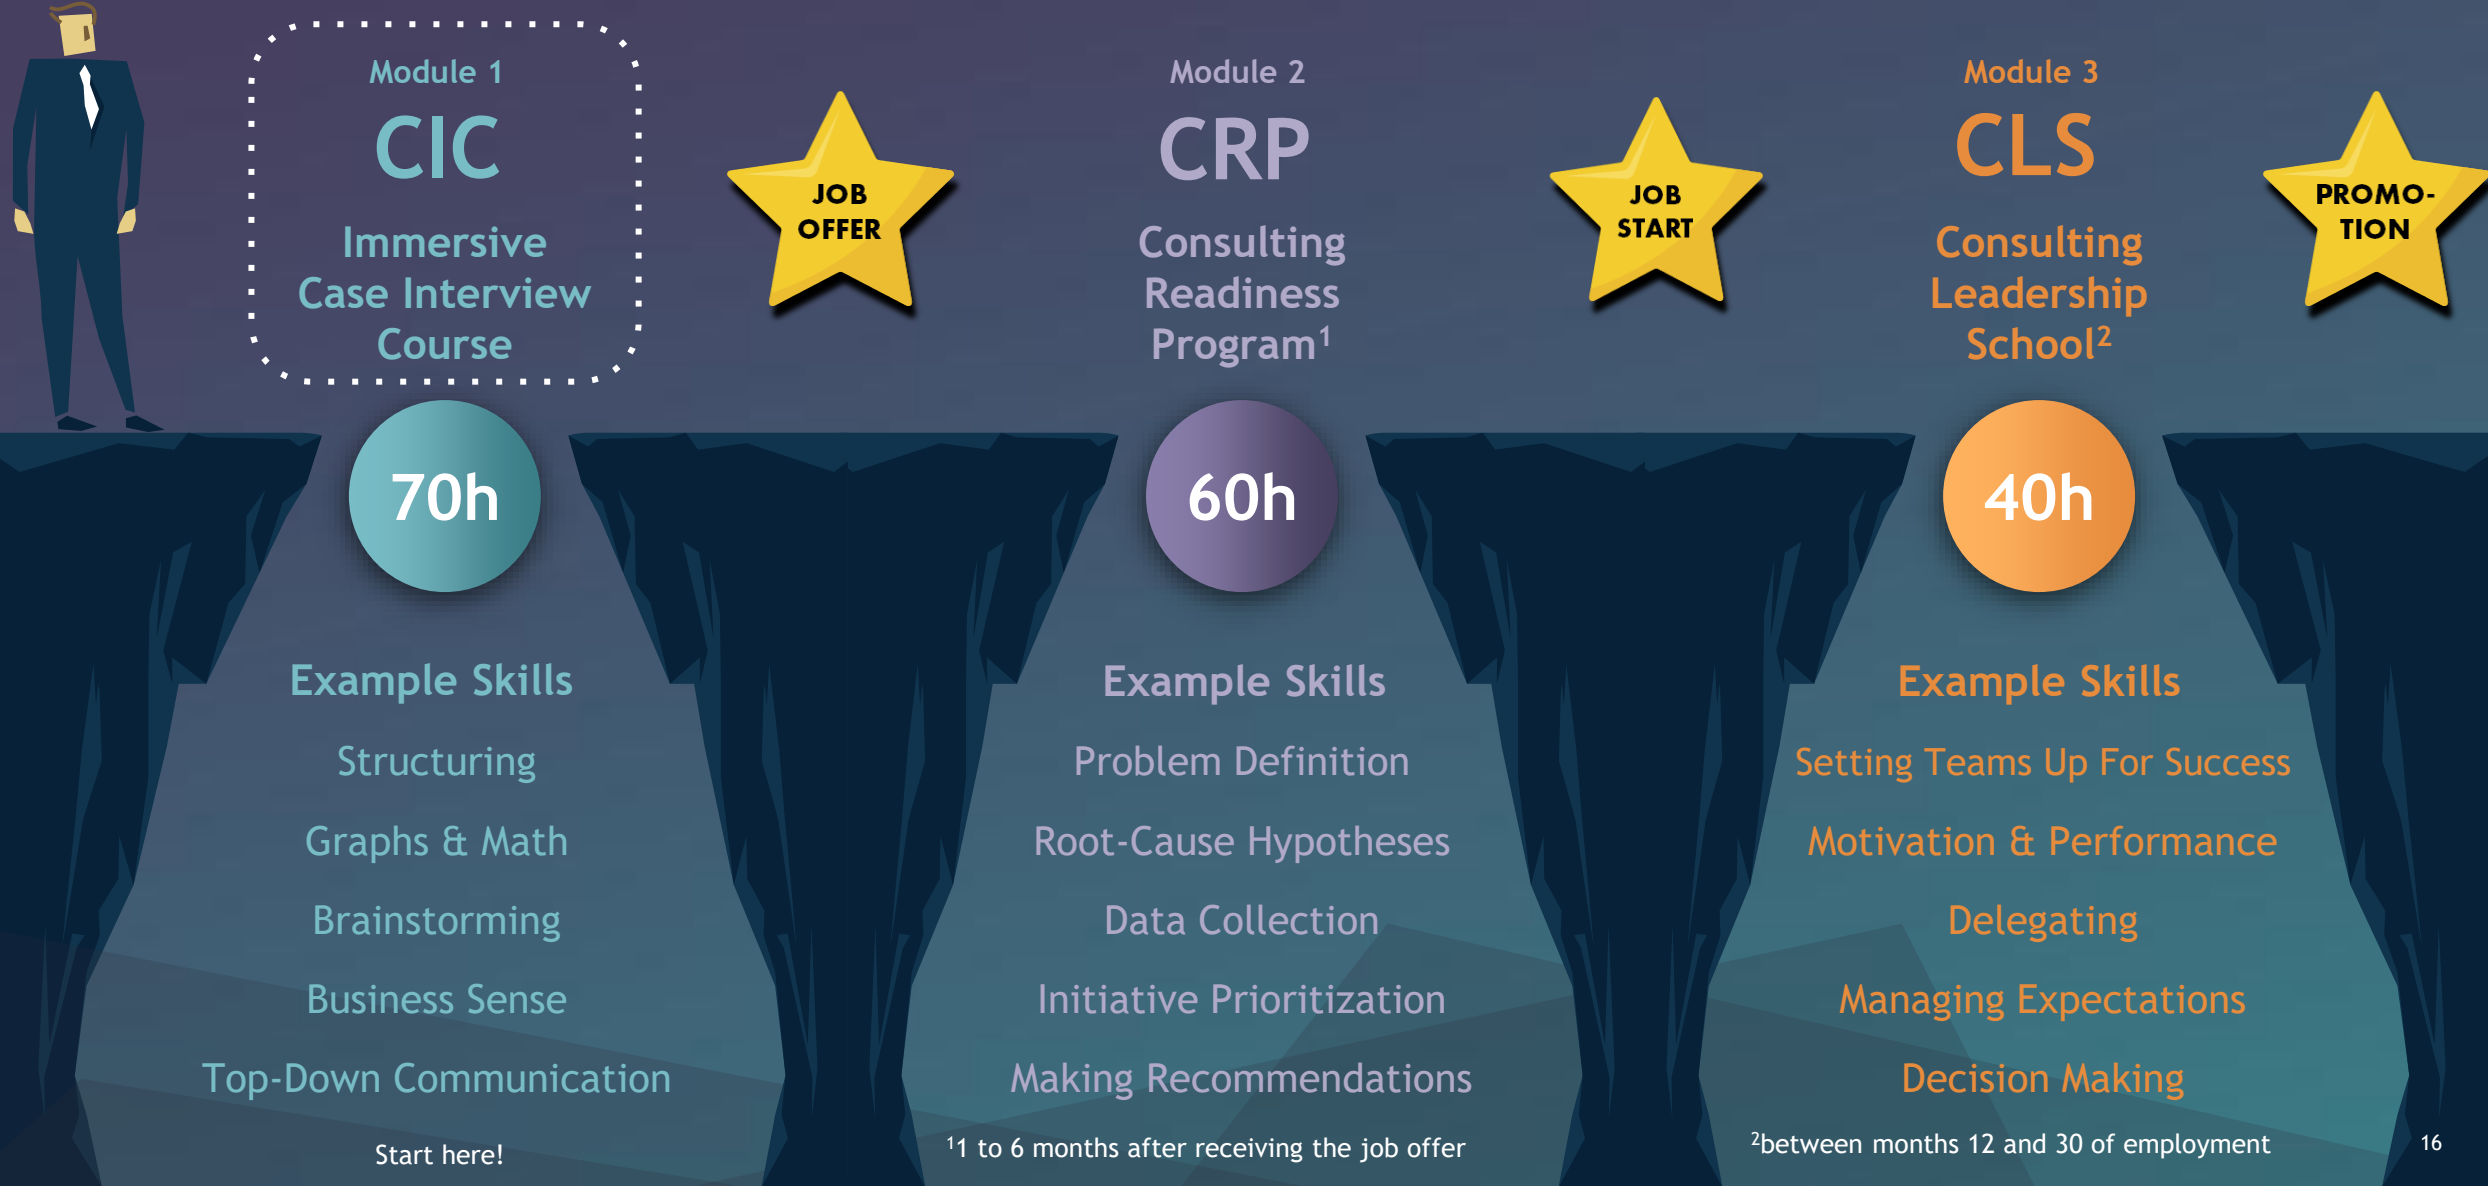 Module 1
CIC
Immersive
Case Interview
Course
70h
Example Skills
Structuring
Graphs & Math
Brainstorming
Business Sense
Top-Down Communication
Start here!
JOB
OFFER
Module 2
CRP
Consulting
Readiness
Program¹
60h
Example Skills
Problem Definition
Root-Cause Hypotheses
Data Collection
Initiative Prioritization
Making Recommendations
¹1 to 6 months after receiving the job offer
JOB
START
Module 3
CLS
Consulting
Leadership
School²
40h
Example Skills
Setting Teams Up For Success
Motivation & Performance
Delegating
Managing Expectations
Decision Making
²between months 12 and 30 of employment
PROMO-
TION
16